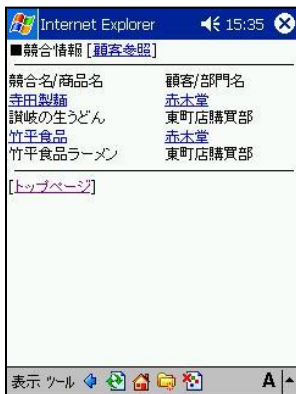 Internet Explorer 15:35
■競合情報 [顧客参照]
競合名/商品名 顧客/部門名
寺田製麺 赤木堂
讃岐の生うどん 東町店購買部
竹平食品 赤木堂
竹平食品ラーメン 東町店購買部
[トップページ]
表示 ツール A